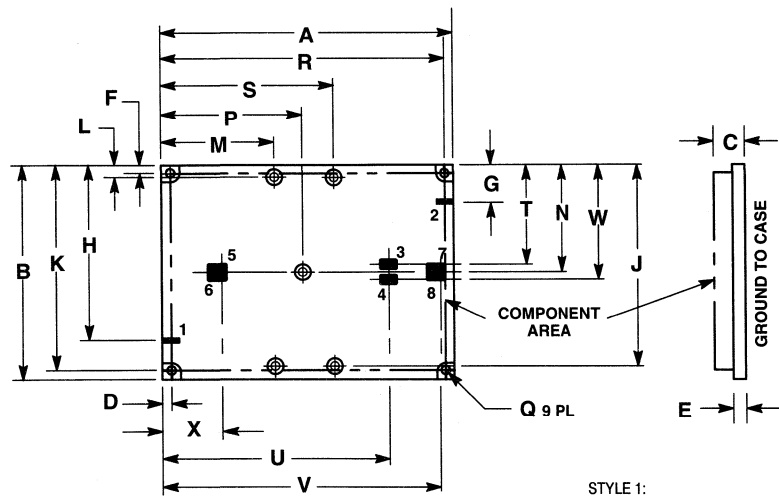 A
R
S
F
P
L
M
C
G
T
N
W
2
H
B
K
J
5
3
7
6
4
8
COMPONENT
AREA
GROUND TO CASE
1
D
Q 9 PL
E
X
U
V
STYLE 1: